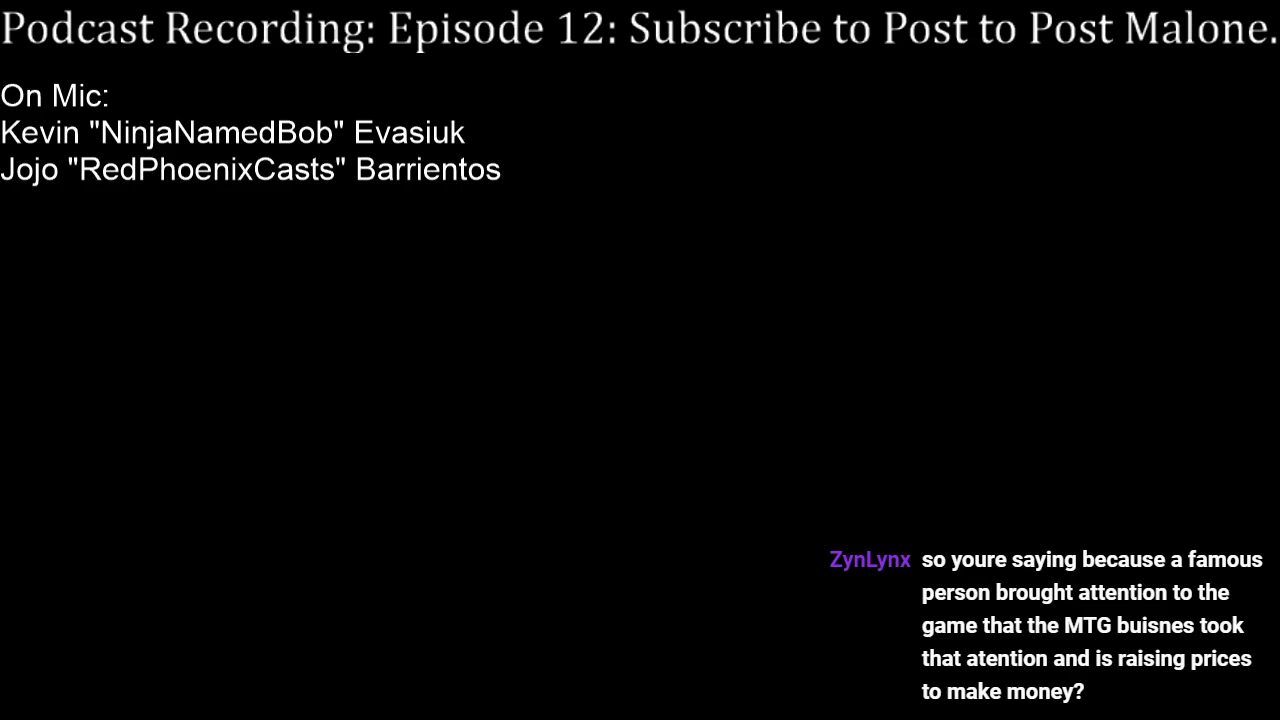 Podcast Recording: Episode 12: Subscribe to Post to Post Malone.
On Mic:
Kevin "NinjaNamedBob" Evasiuk
Jojo "RedPhoenixCasts" Barrientos
ZynLynx so youre saying because a famous
person brought attention to the
game that the MTG buisnes took
that atention and is raising prices
to make money?